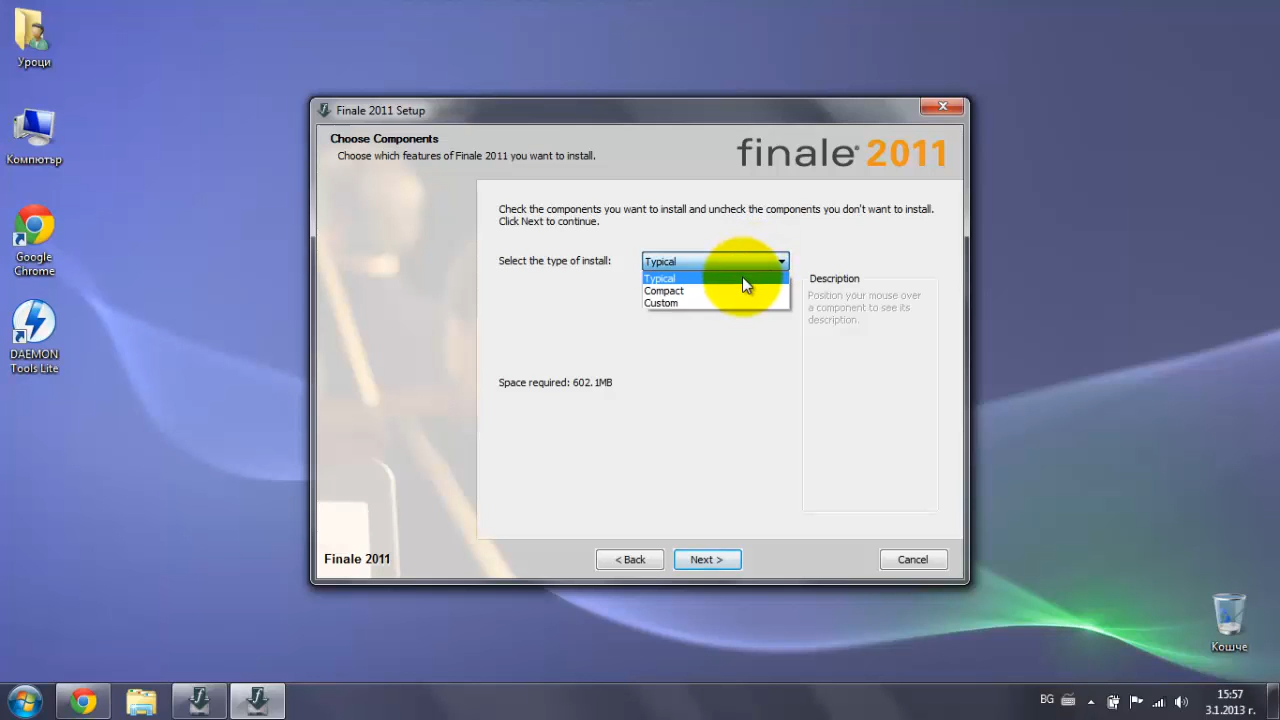 Уроци
Компютър
Google
Chrome
DAEMON
Tools Lite
Finale 2011 Setup
Choose Components
Choose which features of Finale 2011 you want to install.
finale® 2011
Check the components you want to install and uncheck the components you don't want to install.
Click Next to continue.
Select the type of install:
Typical
Typical
Compact
Custom
Description
Position your mouse over
a component to see its
description.
Space required: 602.1MB
Finale 2011
< Back
Next >
Cancel
Кошче
BG
15:57
3.1.2013 г.